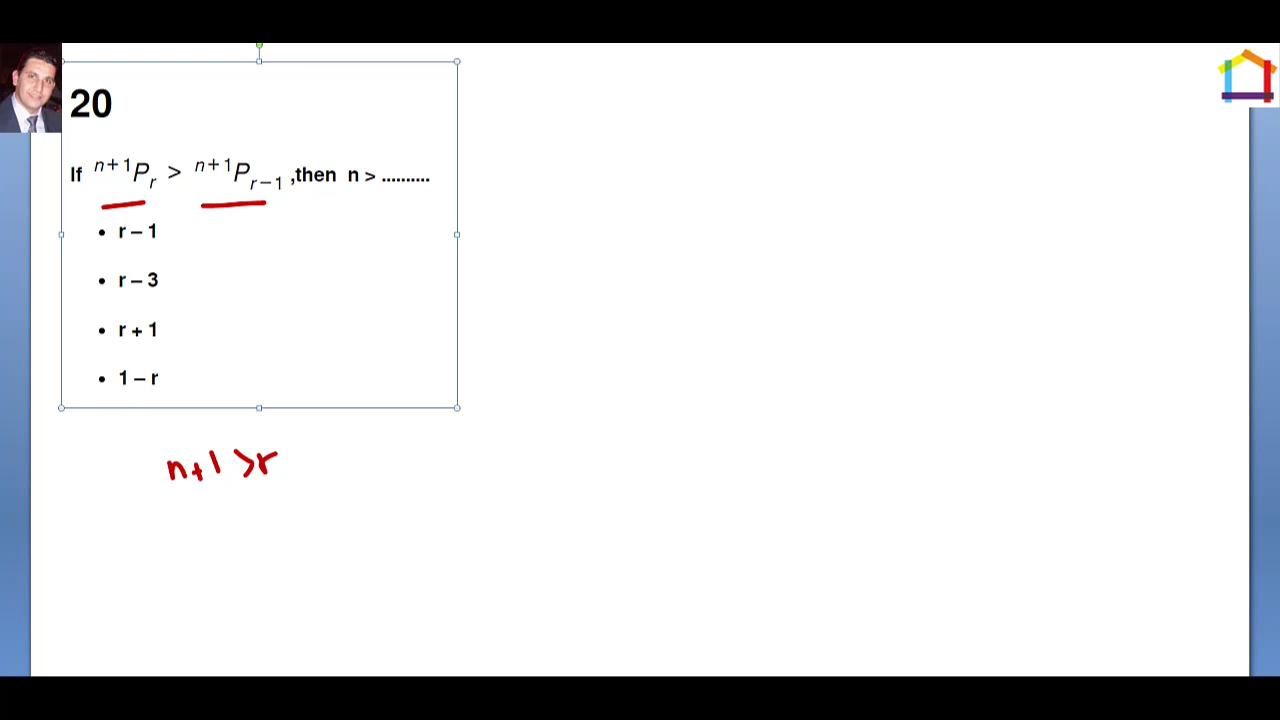 20
If ⁿ⁺¹Pᵣ > ⁿ⁺¹Pᵣ₋₁ ,then n > ..........
• r – 1
• r – 3
• r + 1
• 1 – r
n+1 >r